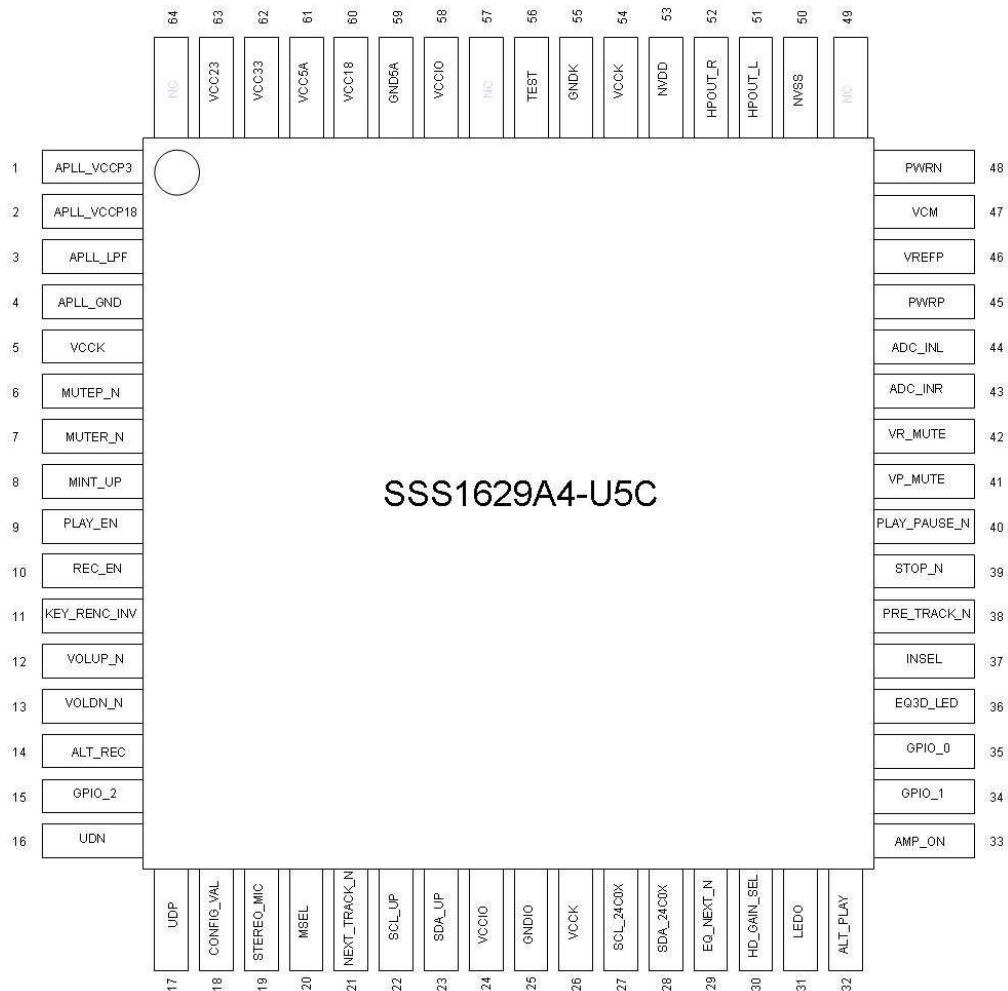 64 63 62 61 60 59 58 57 56 55 54 53 52 51 50 49
NC VCC23 VCC33 VCC5A VCC18 GND5A VCCIO NC TEST GNDK VCCK NVDD HPOUT_R HPOUT_L NVSS NC
1 APLL_VCCP3
2 APLL_VCCP18
3 APLL_LPF
4 APLL_GND
5 VCCK
6 MUTEP_N
7 MUTER_N
8 MINT_UP
9 PLAY_EN
10 REC_EN
11 KEY_RENC_INV
12 VOLUP_N
13 VOLDN_N
14 ALT_REC
15 GPIO_2
16 UDN
SSS1629A4-U5C
PWRN 48
VCM 47
VREFP 46
PWRP 45
ADC_INL 44
ADC_INR 43
VR_MUTE 42
VP_MUTE 41
PLAY_PAUSE_N 40
STOP_N 39
PRE_TRACK_N 38
INSEL 37
EQ3D_LED 36
GPIO_0 35
GPIO_1 34
AMP_ON 33
UDP CONFIG_VAL STEREO_MIC MSEL NEXT_TRACK_N SCL_UP SDA_UP VCCIO GNDIO VCCK SCL_24C0X SDA_24C0X EQ_NEXT_N HD_GAIN_SEL LEDO ALT_PLAY
17 18 19 20 21 22 23 24 25 26 27 28 29 30 31 32